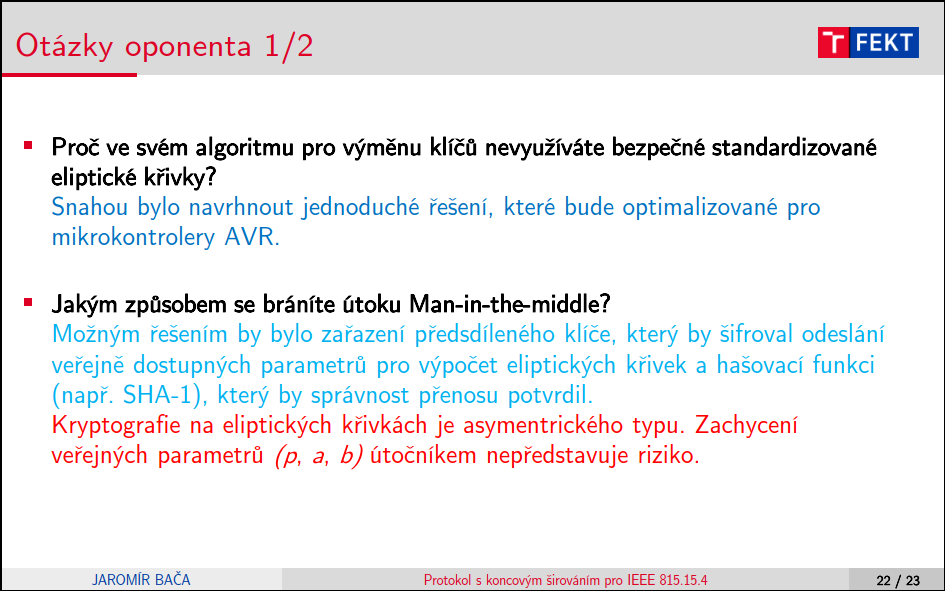 Otázky oponenta 1/2
T FEKT
Proč ve svém algoritmu pro výměnu klíčů nevyužíváte bezpečné standardizované
eliptické křivky?
Snahou bylo navrhnout jednoduché řešení, které bude optimalizované pro
mikrokontrolery AVR.
Jakým způsobem se bráníte útoku Man-in-the-middle?
Možným řešením by bylo zařazení předsdíleného klíče, který by šifroval odeslání
veřejně dostupných parametrů pro výpočet eliptických křivek a hašovací funkci
(např. SHA-1), který by správnost přenosu potvrdil.
Kryptografie na eliptických křivkách je asymentrického typu. Zachycení
veřejných parametrů (p, a, b) útočníkem nepředstavuje riziko.
JAROMÍR BAČA
Protokol s koncovým širováním pro IEEE 815.15.4
22 / 23